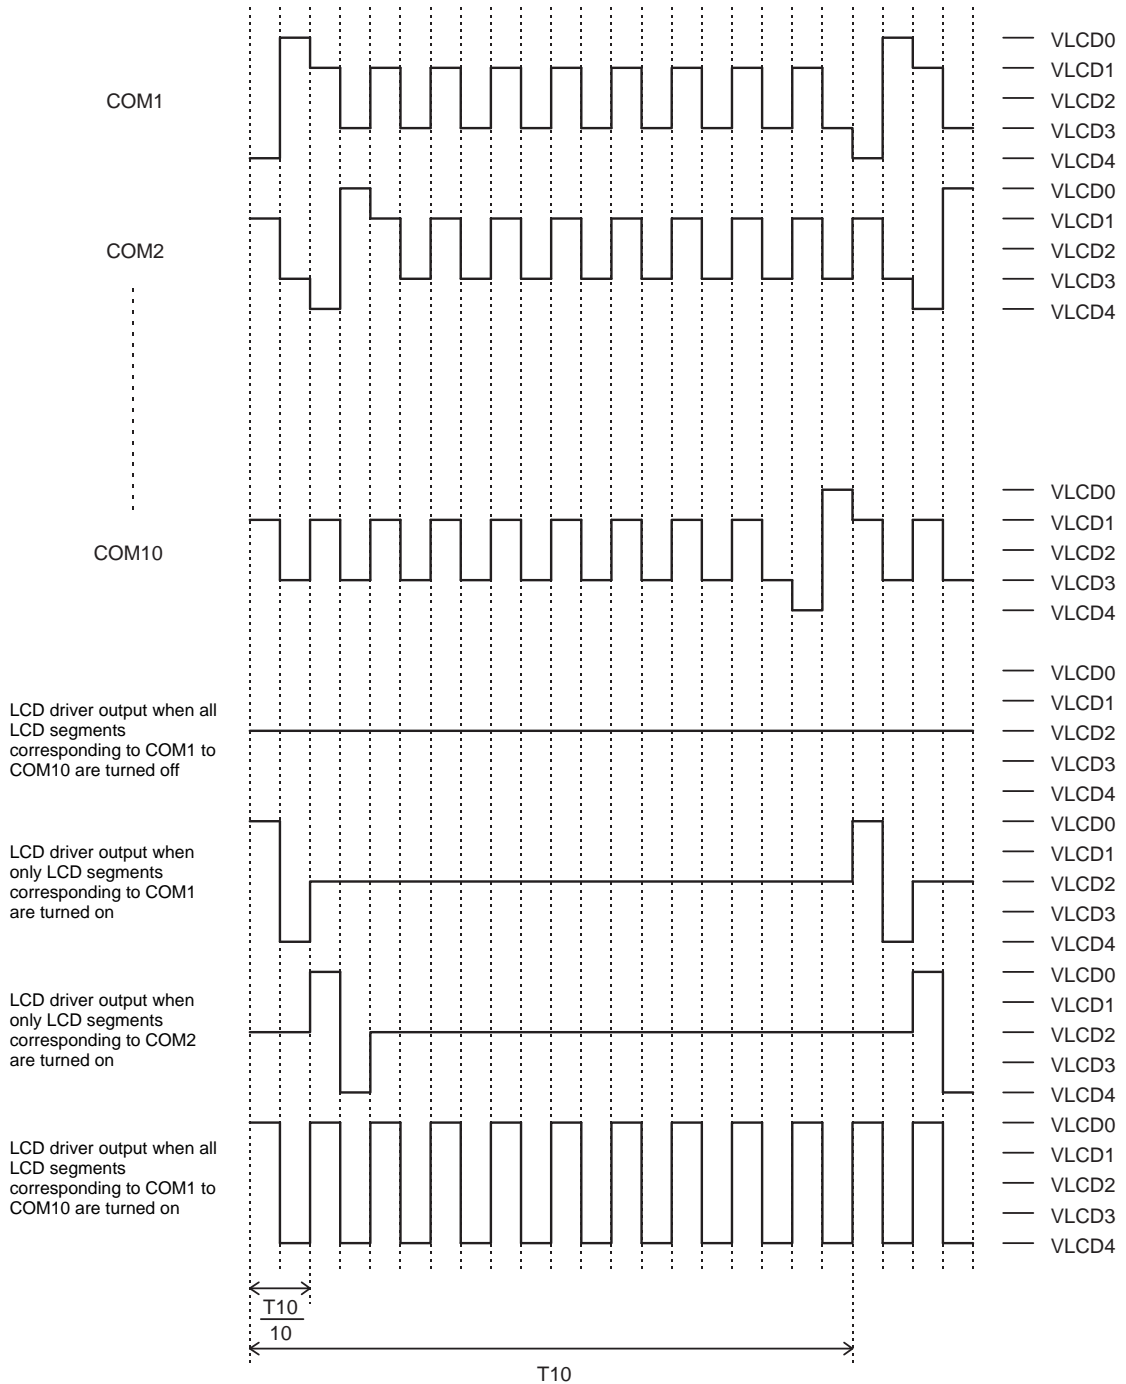 COM1
VLCD0
VLCD1
VLCD2
VLCD3
VLCD4
COM2
VLCD0
VLCD1
VLCD2
VLCD3
VLCD4
COM10
VLCD0
VLCD1
VLCD2
VLCD3
VLCD4
LCD driver output when all
LCD segments
corresponding to COM1 to
COM10 are turned off
VLCD0
VLCD1
VLCD2
VLCD3
VLCD4
LCD driver output when
only LCD segments
corresponding to COM1
are turned on
VLCD0
VLCD1
VLCD2
VLCD3
VLCD4
LCD driver output when
only LCD segments
corresponding to COM2
are turned on
VLCD0
VLCD1
VLCD2
VLCD3
VLCD4
LCD driver output when all
LCD segments
corresponding to COM1 to
COM10 are turned on
VLCD0
VLCD1
VLCD2
VLCD3
VLCD4
T10
10
T10